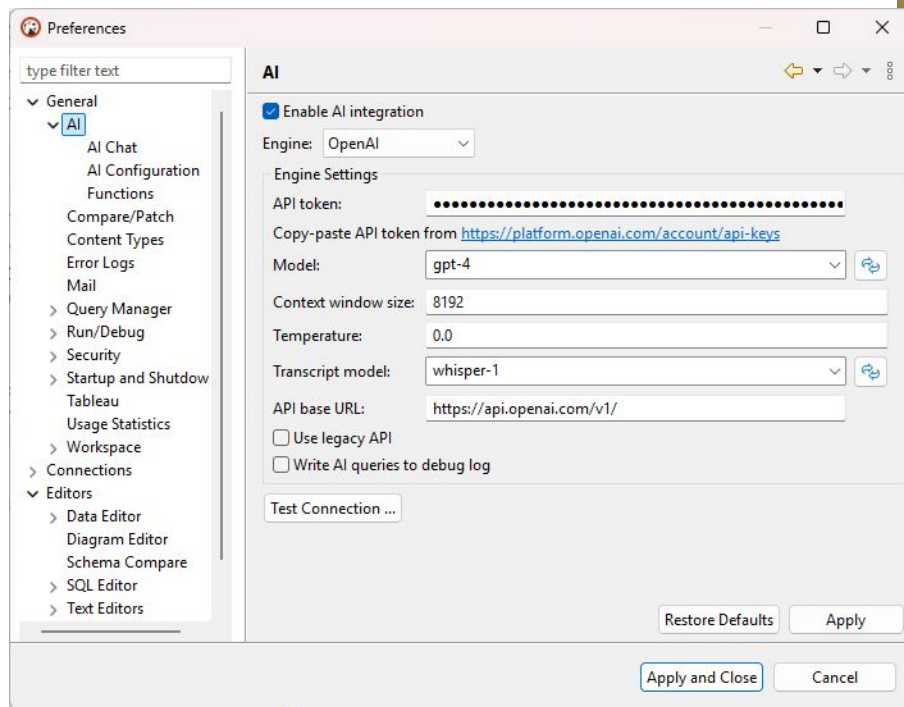 Preferences
type filter text
General
AI
AI Chat
AI Configuration
Functions
Compare/Patch
Content Types
Error Logs
Mail
Query Manager
Run/Debug
Security
Startup and Shutdow
Tableau
Usage Statistics
Workspace
Connections
Editors
Data Editor
Diagram Editor
Schema Compare
SQL Editor
Text Editors
AI
Enable AI integration
Engine: OpenAI
Engine Settings
API token: ••••••••••••••••••••••••••••••••••••••••••••••••••
Copy-paste API token from https://platform.openai.com/account/api-keys
Model: gpt-4
Context window size: 8192
Temperature: 0.0
Transcript model: whisper-1
API base URL: https://api.openai.com/v1/
Use legacy API
Write AI queries to debug log
Test Connection ...
Restore Defaults Apply
Apply and Close Cancel